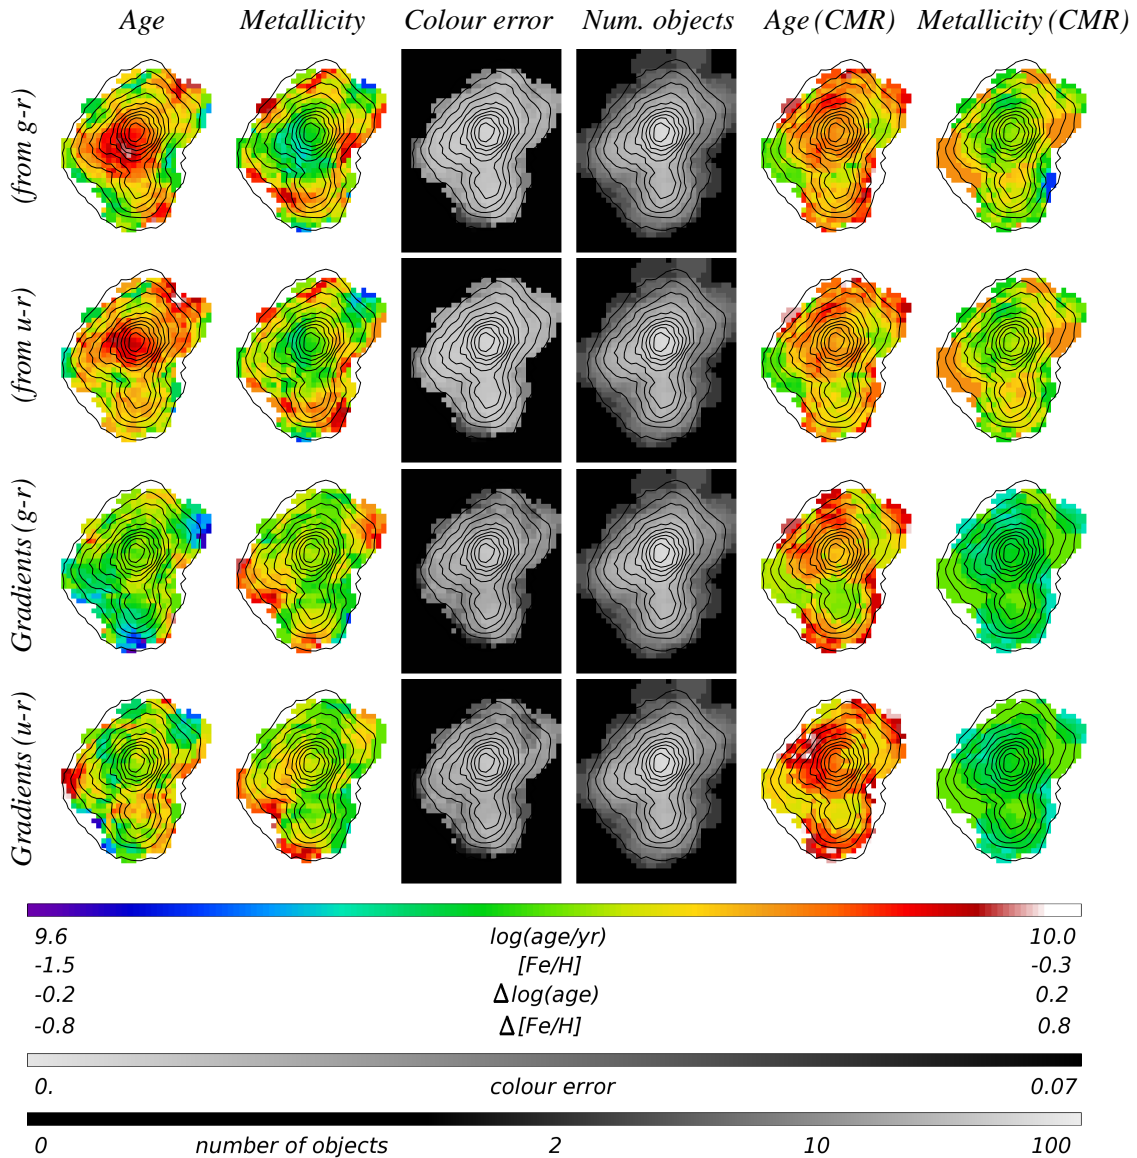 Age Metallicity Colour error Num. objects Age (CMR) Metallicity (CMR)
(from g-r)
(from u-r)
Gradients (g-r)
Gradients (u-r)
9.6 log(age/yr) 10.0
-1.5 [Fe/H] -0.3
-0.2 Δlog(age) 0.2
-0.8 Δ[Fe/H] 0.8
0. colour error 0.07
0 number of objects 2 10 100